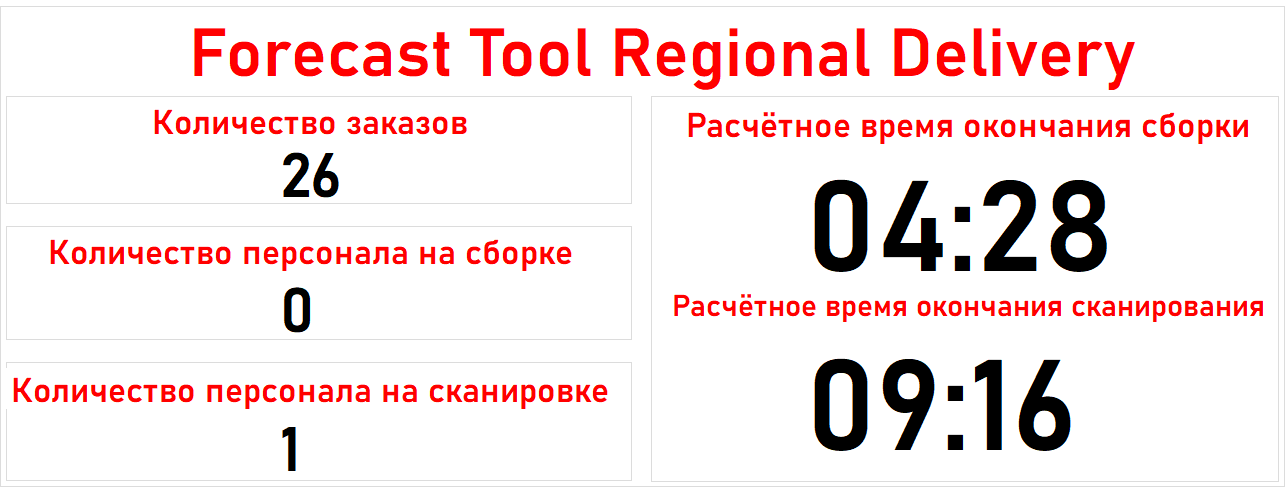 Forecast Tool Regional Delivery
Количество заказов
26
Количество персонала на сборке
0
Количество персонала на сканировке
1
Расчётное время окончания сборки
04:28
Расчётное время окончания сканирования
09:16